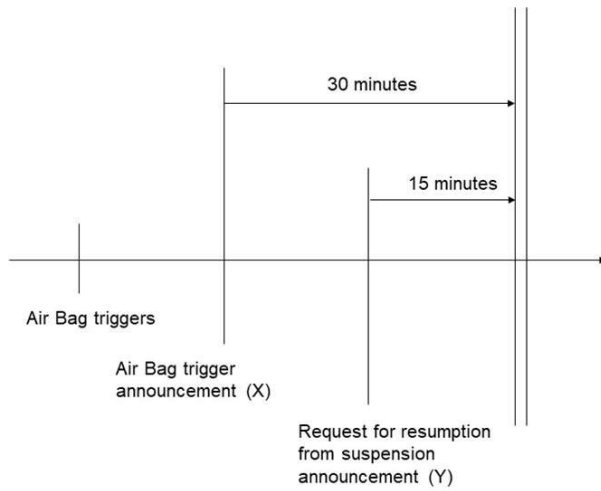 30 minutes
15 minutes
Air Bag triggers
Air Bag trigger
announcement (X)
Request for resumption
from suspension
announcement (Y)